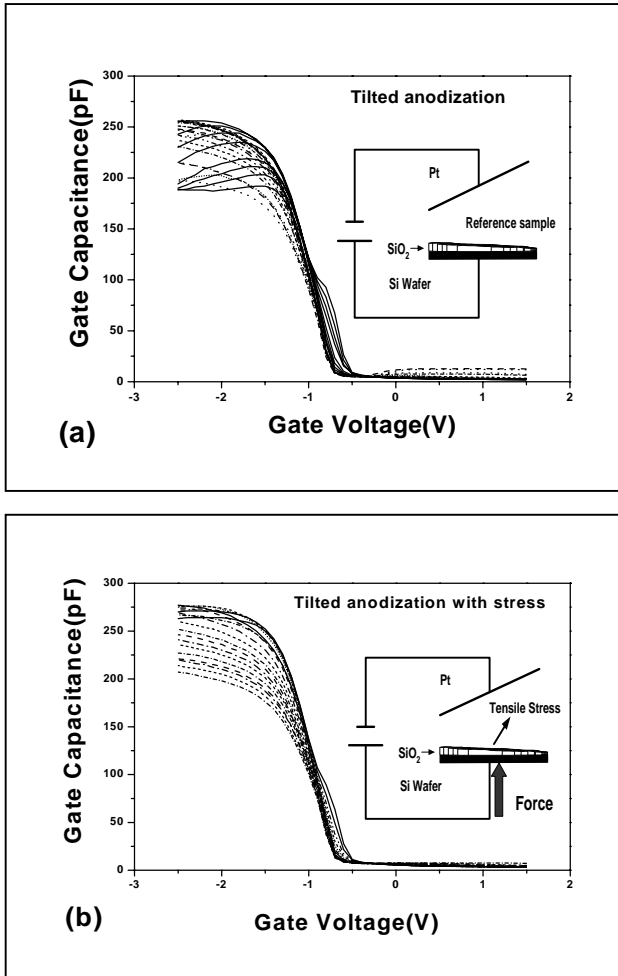 300
Tilted anodization
250
200
Pt
150
Reference sample
SiO2
100
Si Wafer
50
0
-3 -2 -1 0 1 2
Gate Capacitance(pF)
Gate Voltage(V)
(a)
300
Tilted anodization with stress
250
200
Pt
Tensile Stress
150
SiO2
100
Si Wafer
Force
50
0
-3 -2 -1 0 1 2
Gate Capacitance(pF)
Gate Voltage(V)
(b)